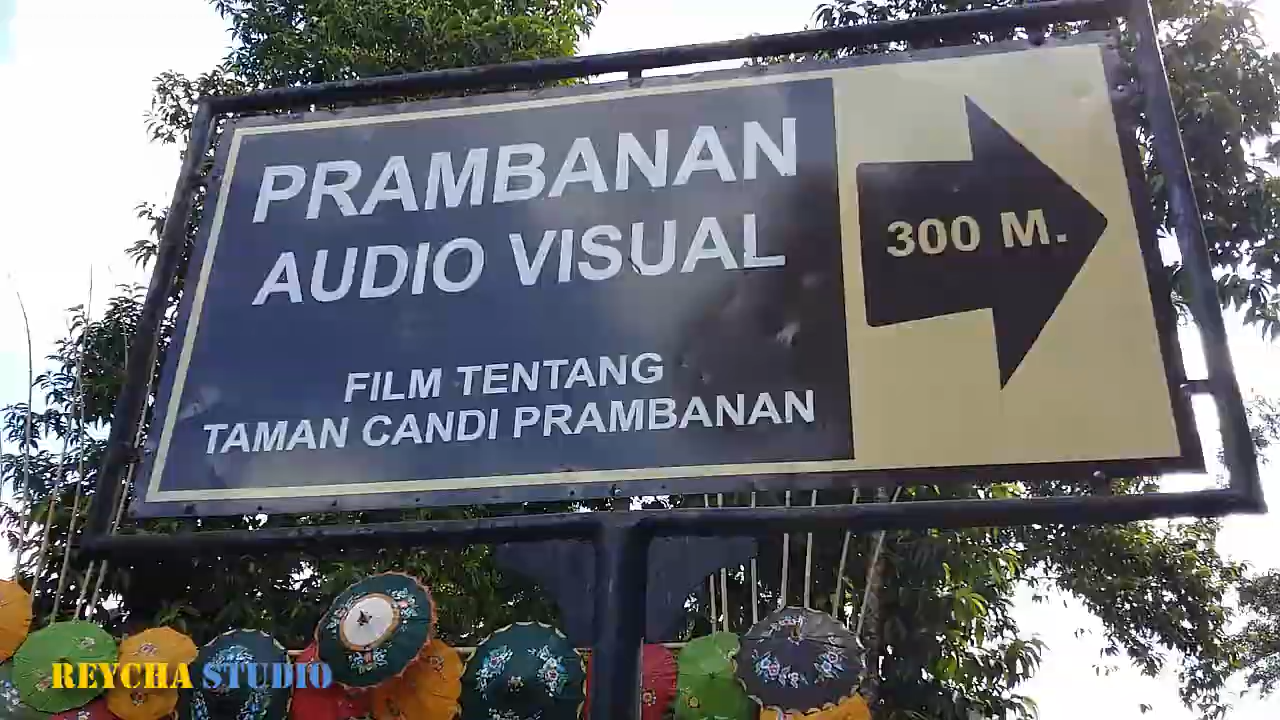 PRAMBANAN
AUDIO VISUAL
300 M.
FILM TENTANG
TAMAN CANDI PRAMBANAN
REYCHA STUDIO